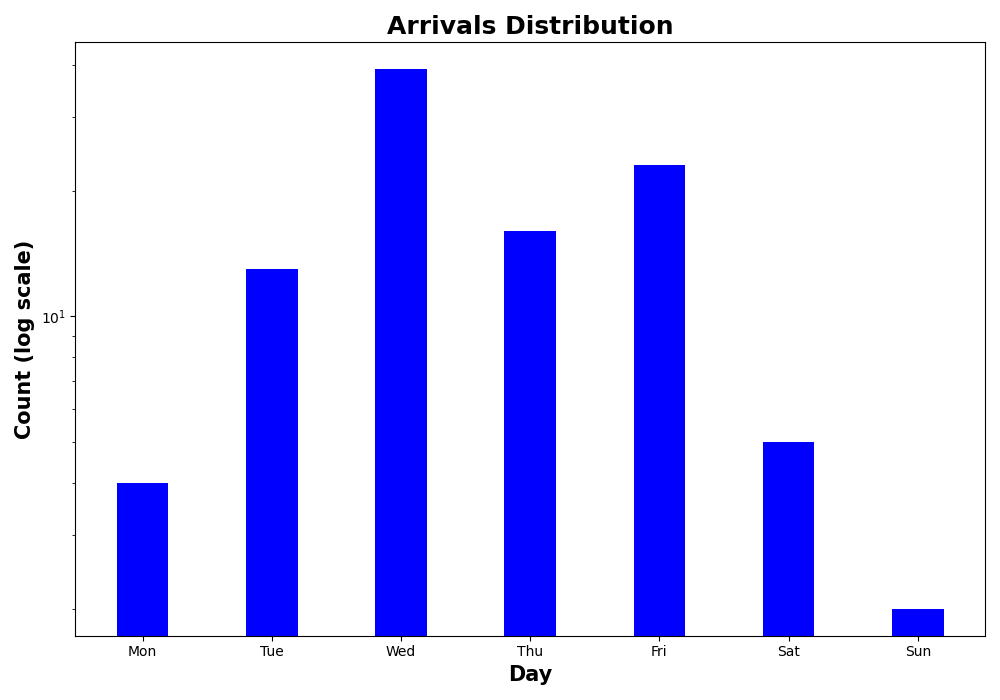 Arrivals Distribution
Count (log scale)
10¹
Mon Tue Wed Thu Fri Sat Sun
Day